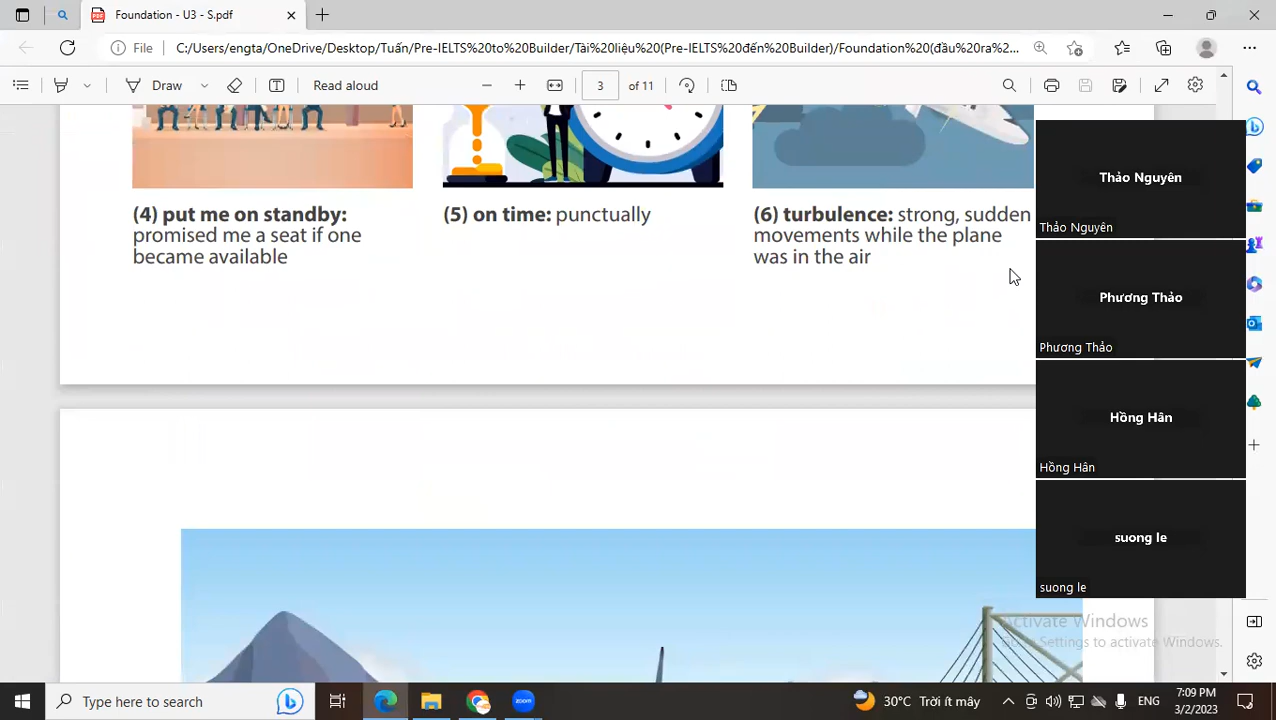 Foundation - U3 - S.pdf
File
C:/Users/engta/OneDrive/Desktop/Tuấn/Pre-IELTS%20to%20Builder/Tài%20liệu%20(Pre-IELTS%20đến%20Builder)/Foundation%20(đầu%20ra%...
Draw
Read aloud
3 of 11
(4) put me on standby:
promised me a seat if one
became available
(5) on time: punctually
(6) turbulence: strong, sudden
movements while the plane
was in the air
Thảo Nguyên
Thảo Nguyên
Phương Thảo
Phương Thảo
Hồng Hân
Hồng Hân
suong le
suong le
Activate Windows
Settings to activate Windows.
Type here to search
zoom
30°C Trời ít mây
ENG
7:09 PM
3/2/2023